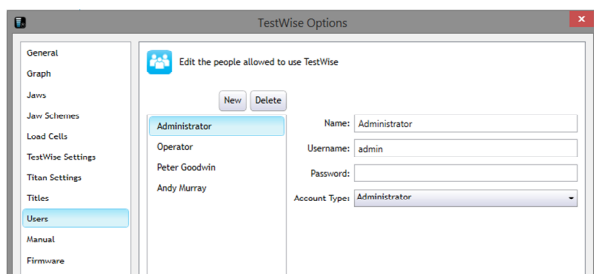 TestWise Options
General
Graph
Jaws
Jaw Schemes
Load Cells
TestWise Settings
Titan Settings
Titles
Users
Manual
Firmware
Edit the people allowed to use TestWise
New Delete
Administrator
Operator
Peter Goodwin
Andy Murray
Name: Administrator
Username: admin
Password:
Account Type: Administrator